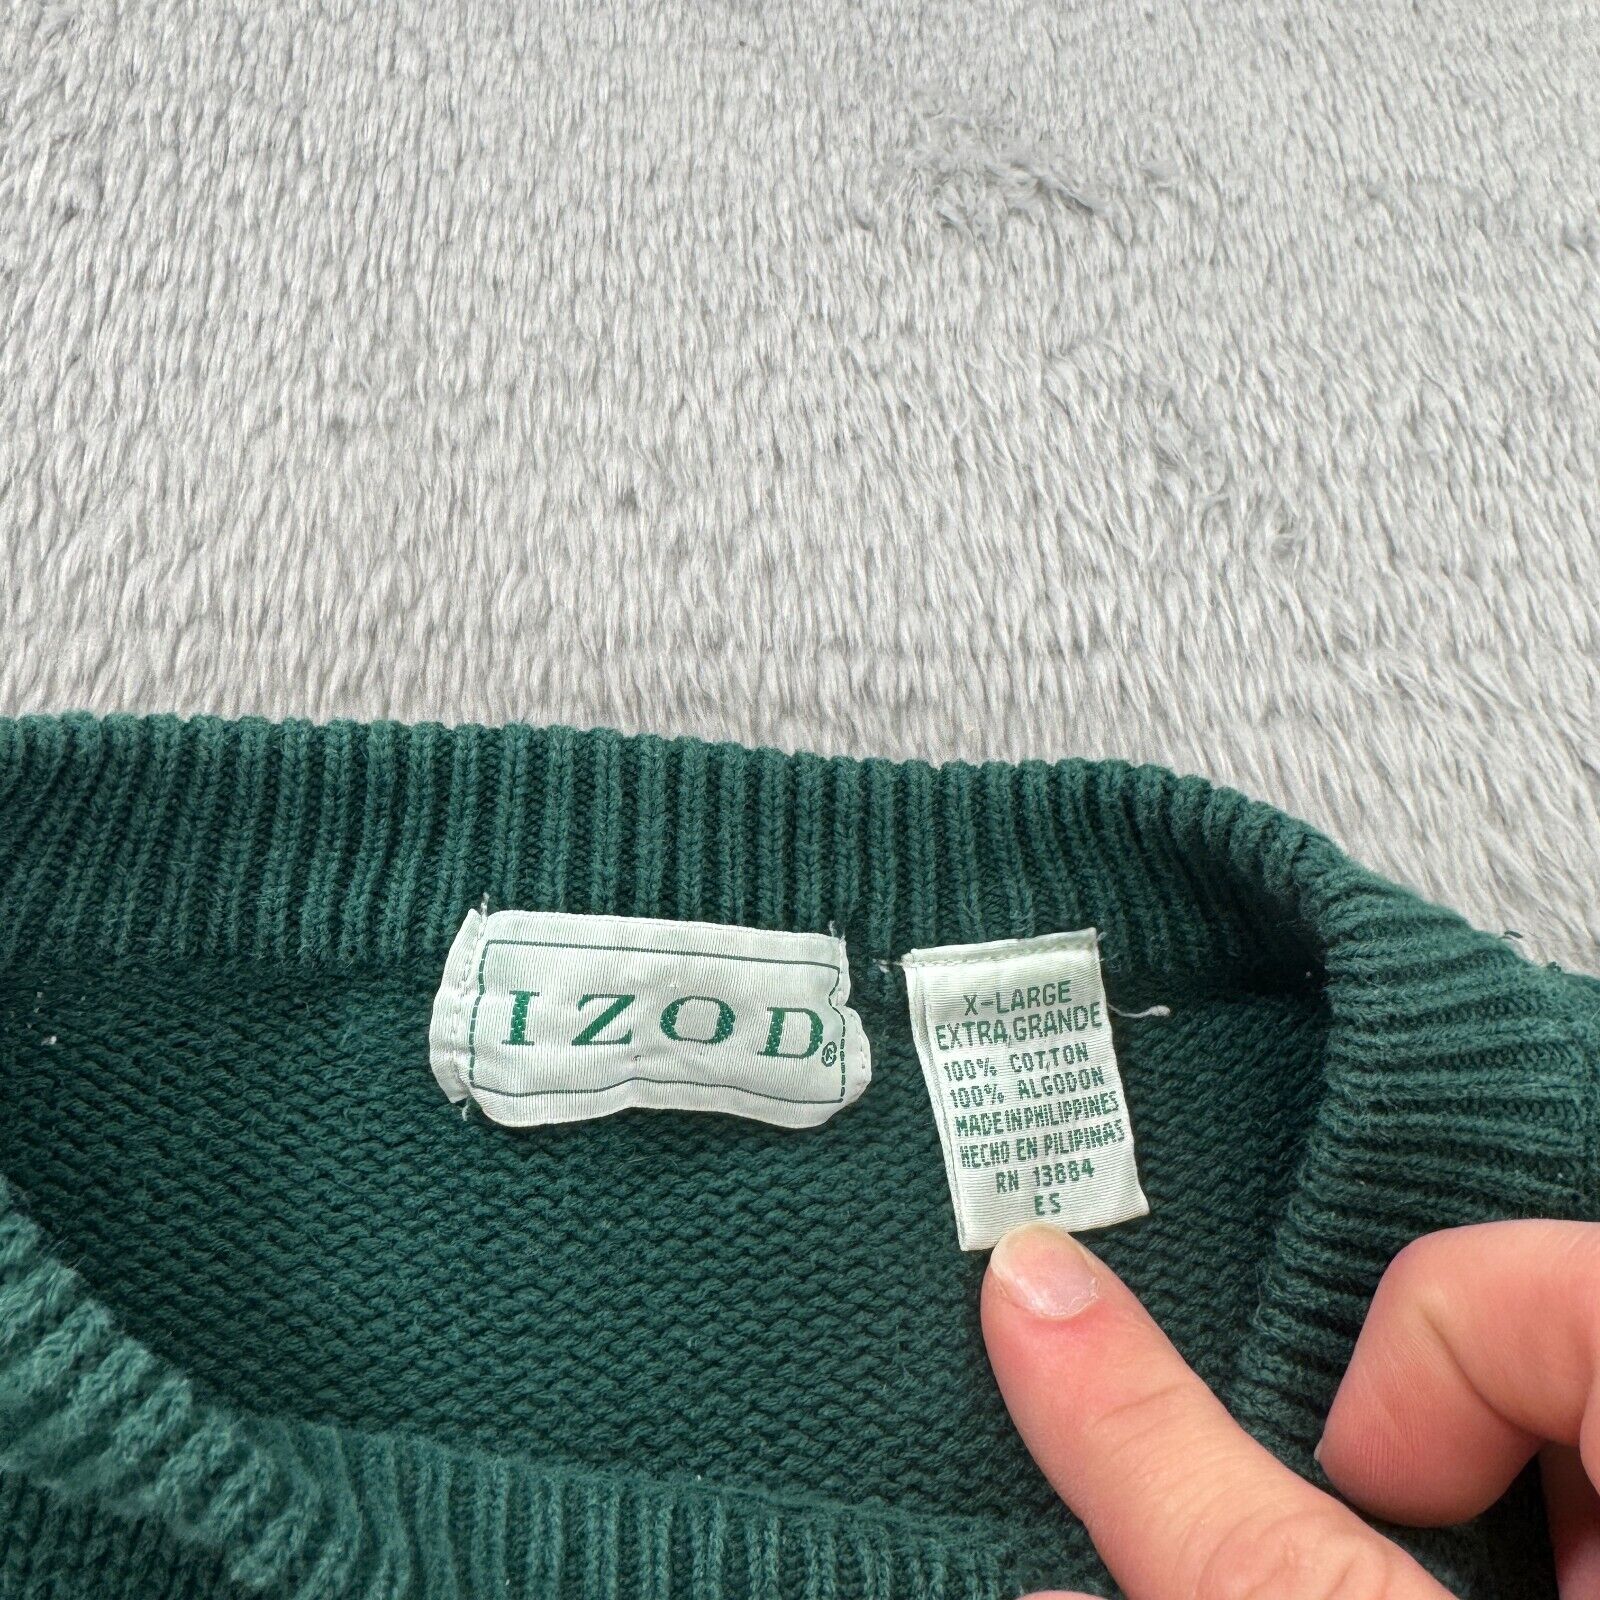 IZOD®
X-LARGE
EXTRA GRANDE
100% COTTON
100% ALGODON
MADE IN PHILIPPINES
HECHO EN PILIPINAS
RN 13884
ES